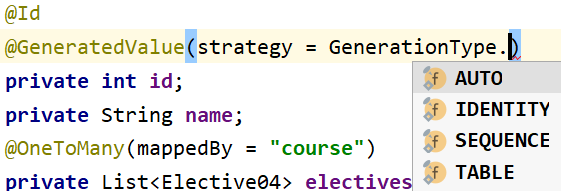 @Id
@GeneratedValue(strategy = GenerationType.)
private int id;
AUTO
private String name;
IDENTITY
@OneToMany(mappedBy = "course")
SEQUENCE
private List<Elective04> electives
TABLE